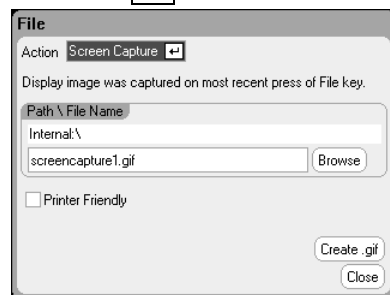 File
Action Screen Capture
Display image was captured on most recent press of File key.
Path \ File Name
Internal:\
screencapture1.gif Browse
Printer Friendly
Create .gif
Close